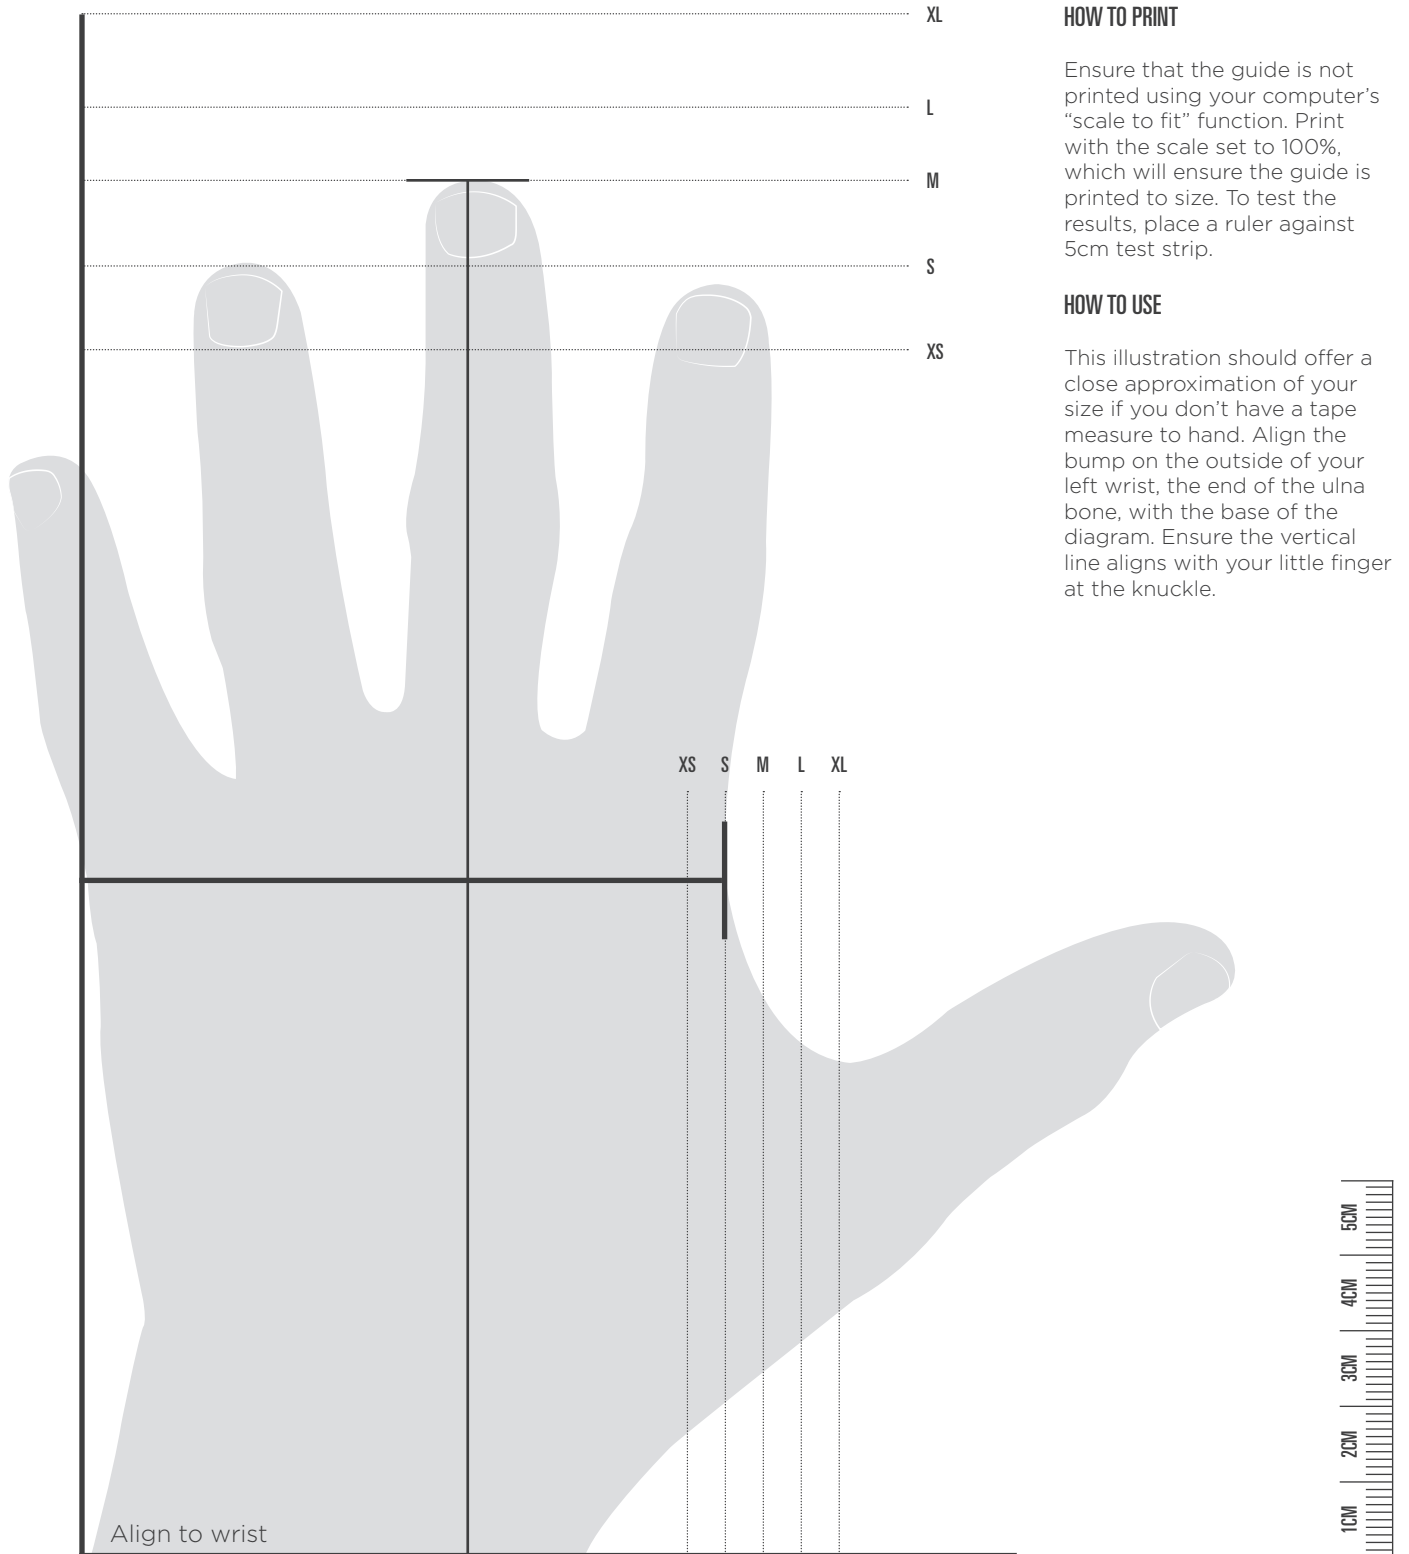 XL
L
M
S
XS
HOW TO PRINT
Ensure that the guide is not
printed using your computer’s
“scale to fit” function. Print
with the scale set to 100%,
which will ensure the guide is
printed to size. To test the
results, place a ruler against
5cm test strip.
HOW TO USE
This illustration should offer a
close approximation of your
size if you don’t have a tape
measure to hand. Align the
bump on the outside of your
left wrist, the end of the ulna
bone, with the base of the
diagram. Ensure the vertical
line aligns with your little finger
at the knuckle.
XS S M L XL
5CM
4CM
3CM
2CM
1CM
Align to wrist